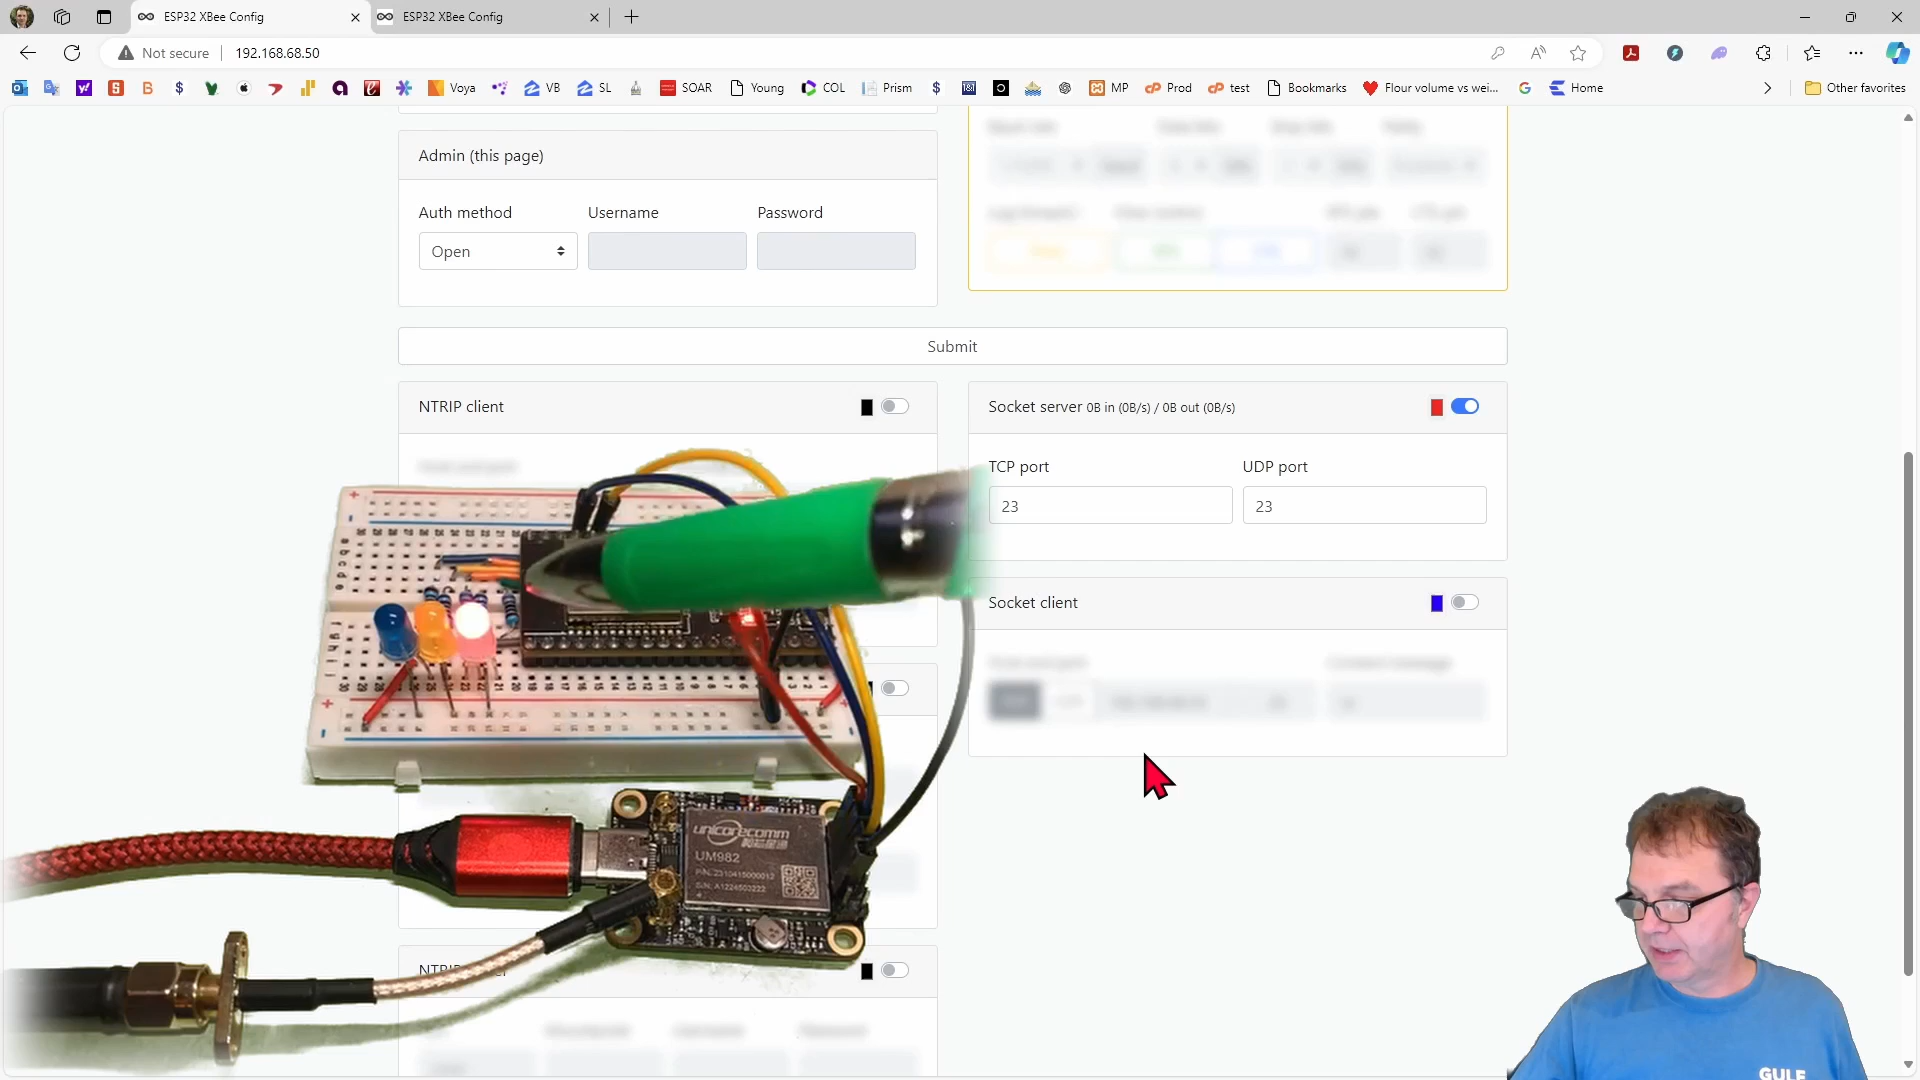 ESP32 XBee Config
ESP32 XBee Config
Not secure
192.168.68.50
Voya
VB
SL
SOAR
Young
COL
Prism
MP
Prod
test
Bookmarks
Flour volume vs wei...
Home
Other favorites
Admin (this page)
Auth method
Username
Password
Open
Submit
NTRIP client
Socket server 0B in (0B/s) / 0B out (0B/s)
TCP port
UDP port
23
23
Socket client
unicorecomm
UM982
GULF